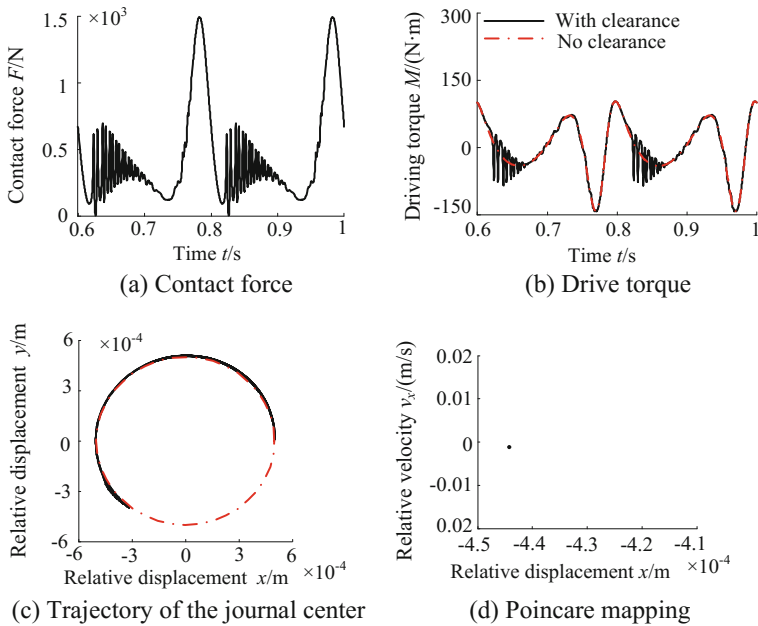 ×10³
1.5
1.0
0.5
0
0.6 0.7 0.8 0.9 1
Contact force F/N
Time t/s
(a) Contact force
300
150
0
-150
0.6 0.7 0.8 0.9 1
Driving torque M/(N·m)
With clearance
No clearance
Time t/s
(b) Drive torque
×10⁻⁴
6
3
0
-3
-6
-6 -3 0 3 6
Relative displacement y/m
Relative displacement x/m ×10⁻⁴
(c) Trajectory of the journal center
0.02
0.01
0
-0.01
0.02
-4.5 -4.4 -4.3 -4.2 -4.1
Relative velocity vₓ/(m/s)
×10⁻⁴
Relative displacement x/m
(d) Poincare mapping